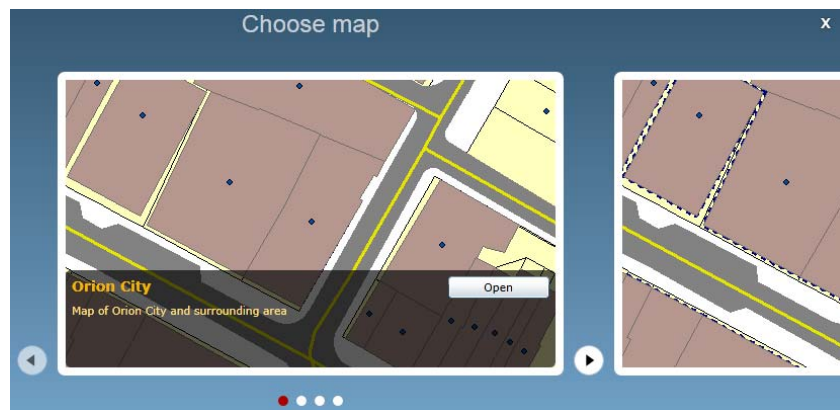 Choose map
X
Orion City
Open
Map of Orion City and surrounding area